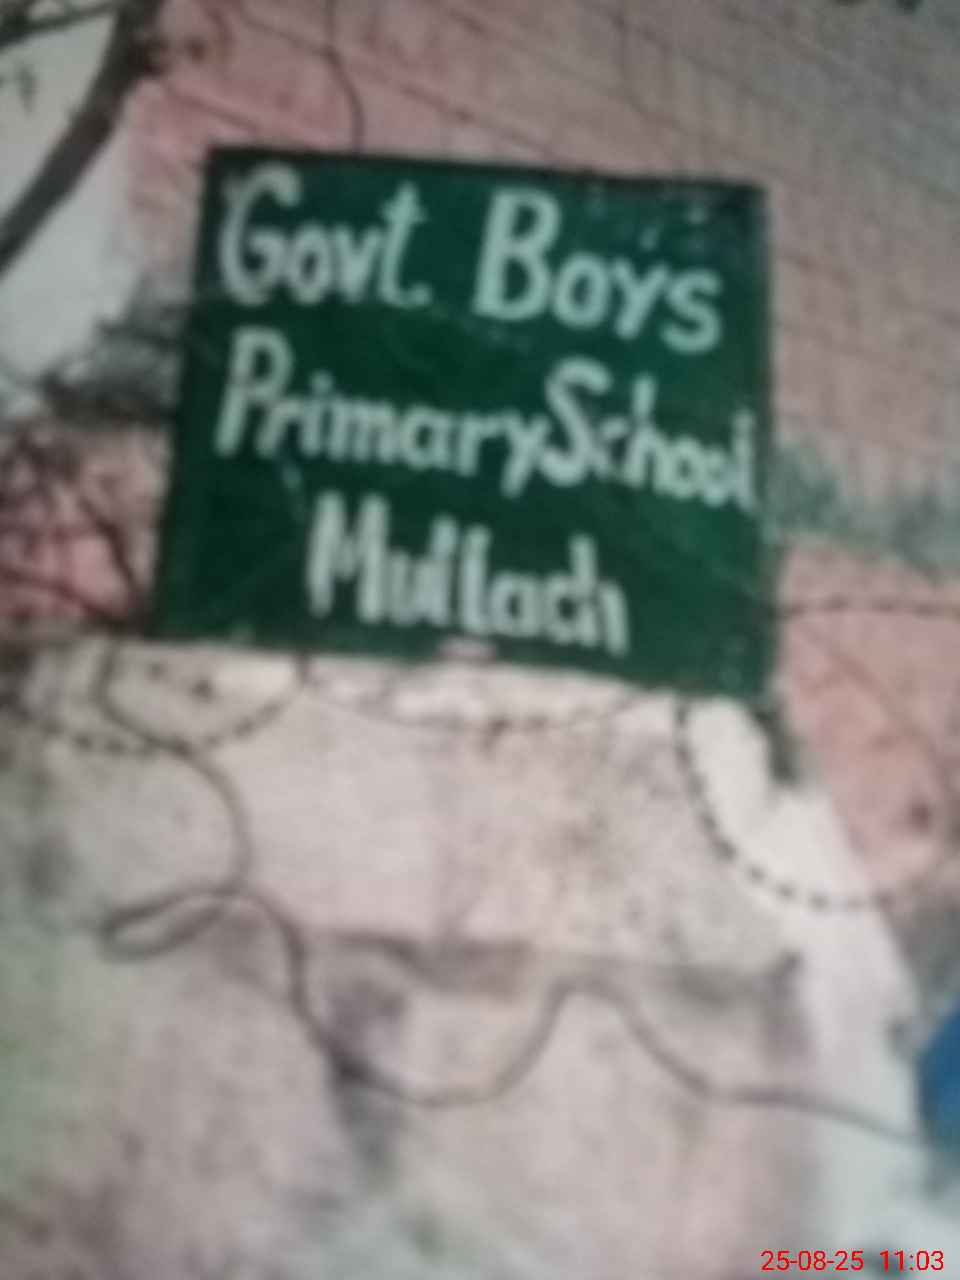 Govt. Boys
Primary School
Mullach
25-08-25 11:03